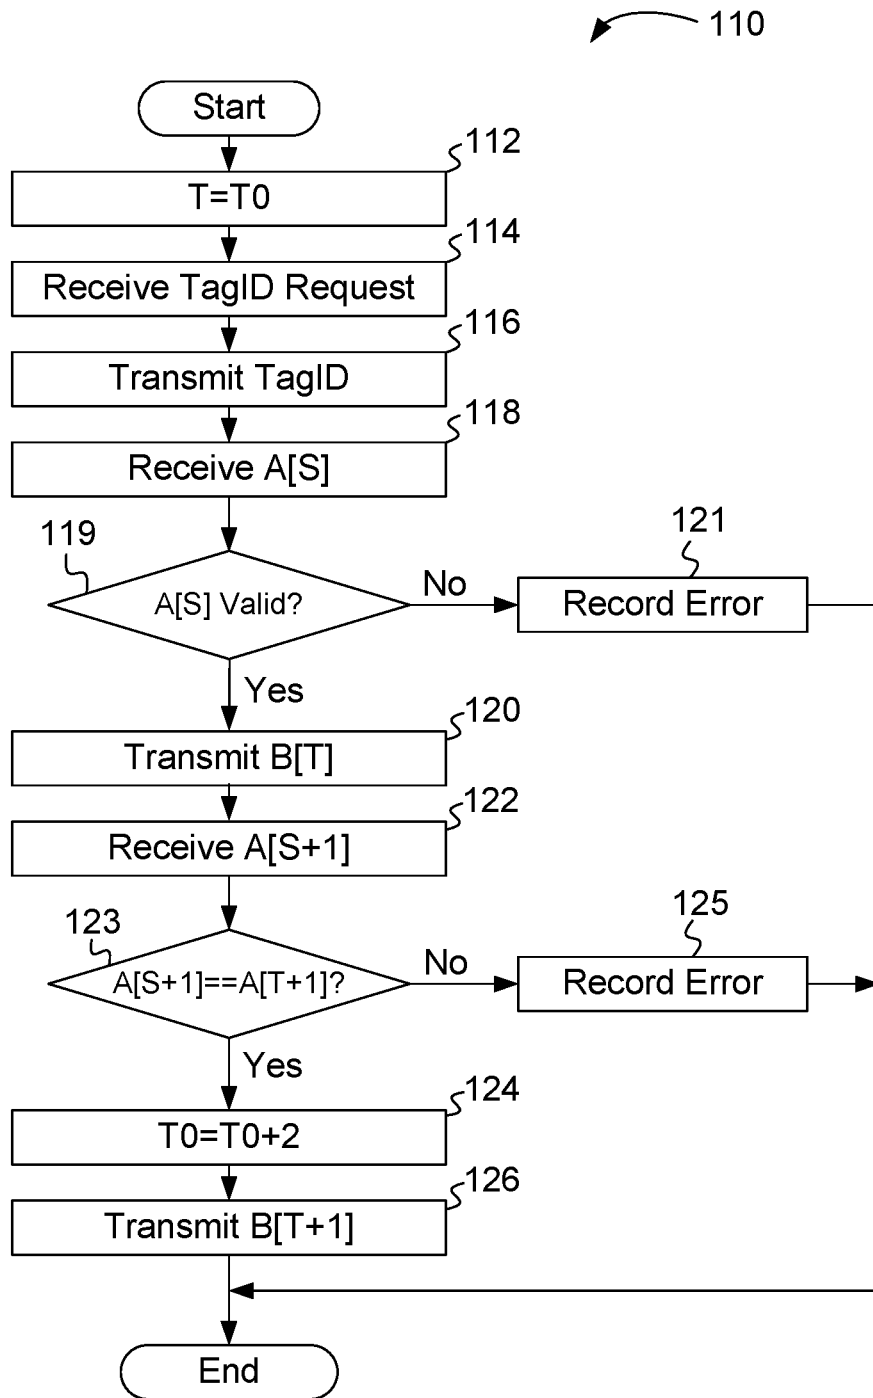 110
Start
112
T=T0
114
Receive TagID Request
116
Transmit TagID
118
Receive A[S]
119
A[S] Valid?
No
121
Record Error
Yes
120
Transmit B[T]
122
Receive A[S+1]
123
A[S+1]==A[T+1]?
No
125
Record Error
Yes
124
T0=T0+2
126
Transmit B[T+1]
End